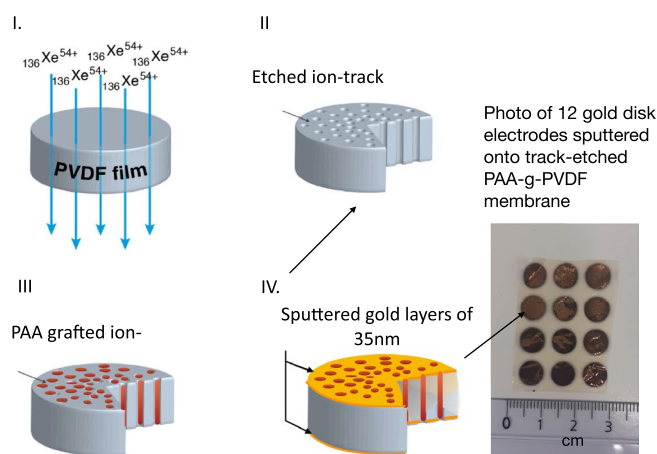 I.
136Xe54+
136Xe54+
136Xe54+
136Xe54+
136Xe54+
PVDF film
II
Etched ion-track
Photo of 12 gold disk
electrodes sputtered
onto track-etched
PAA-g-PVDF
membrane
III
PAA grafted ion-
IV.
Sputtered gold layers of
35nm
0 1 2 3
cm